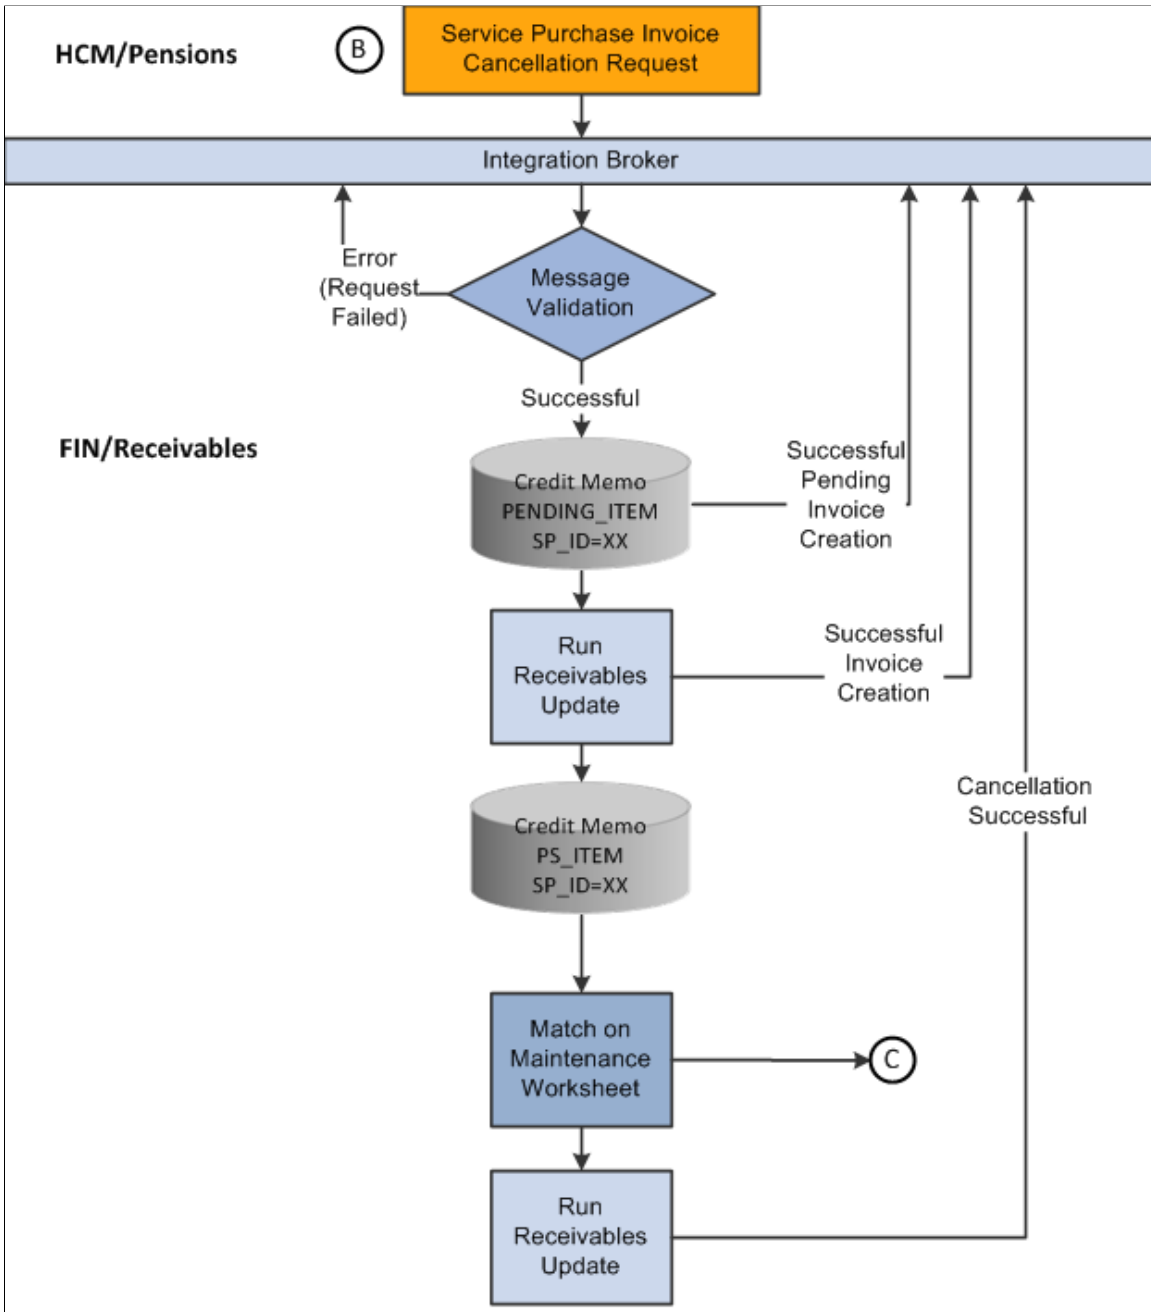 HCM/Pensions
B
Service Purchase Invoice
Cancellation Request
Integration Broker
Error
(Request
Failed)
Message
Validation
Successful
FIN/Receivables
Credit Memo
PENDING_ITEM
SP_ID=XX
Successful
Pending
Invoice
Creation
Run
Receivables
Update
Successful
Invoice
Creation
Credit Memo
PS_ITEM
SP_ID=XX
Cancellation
Successful
Match on
Maintenance
Worksheet
C
Run
Receivables
Update